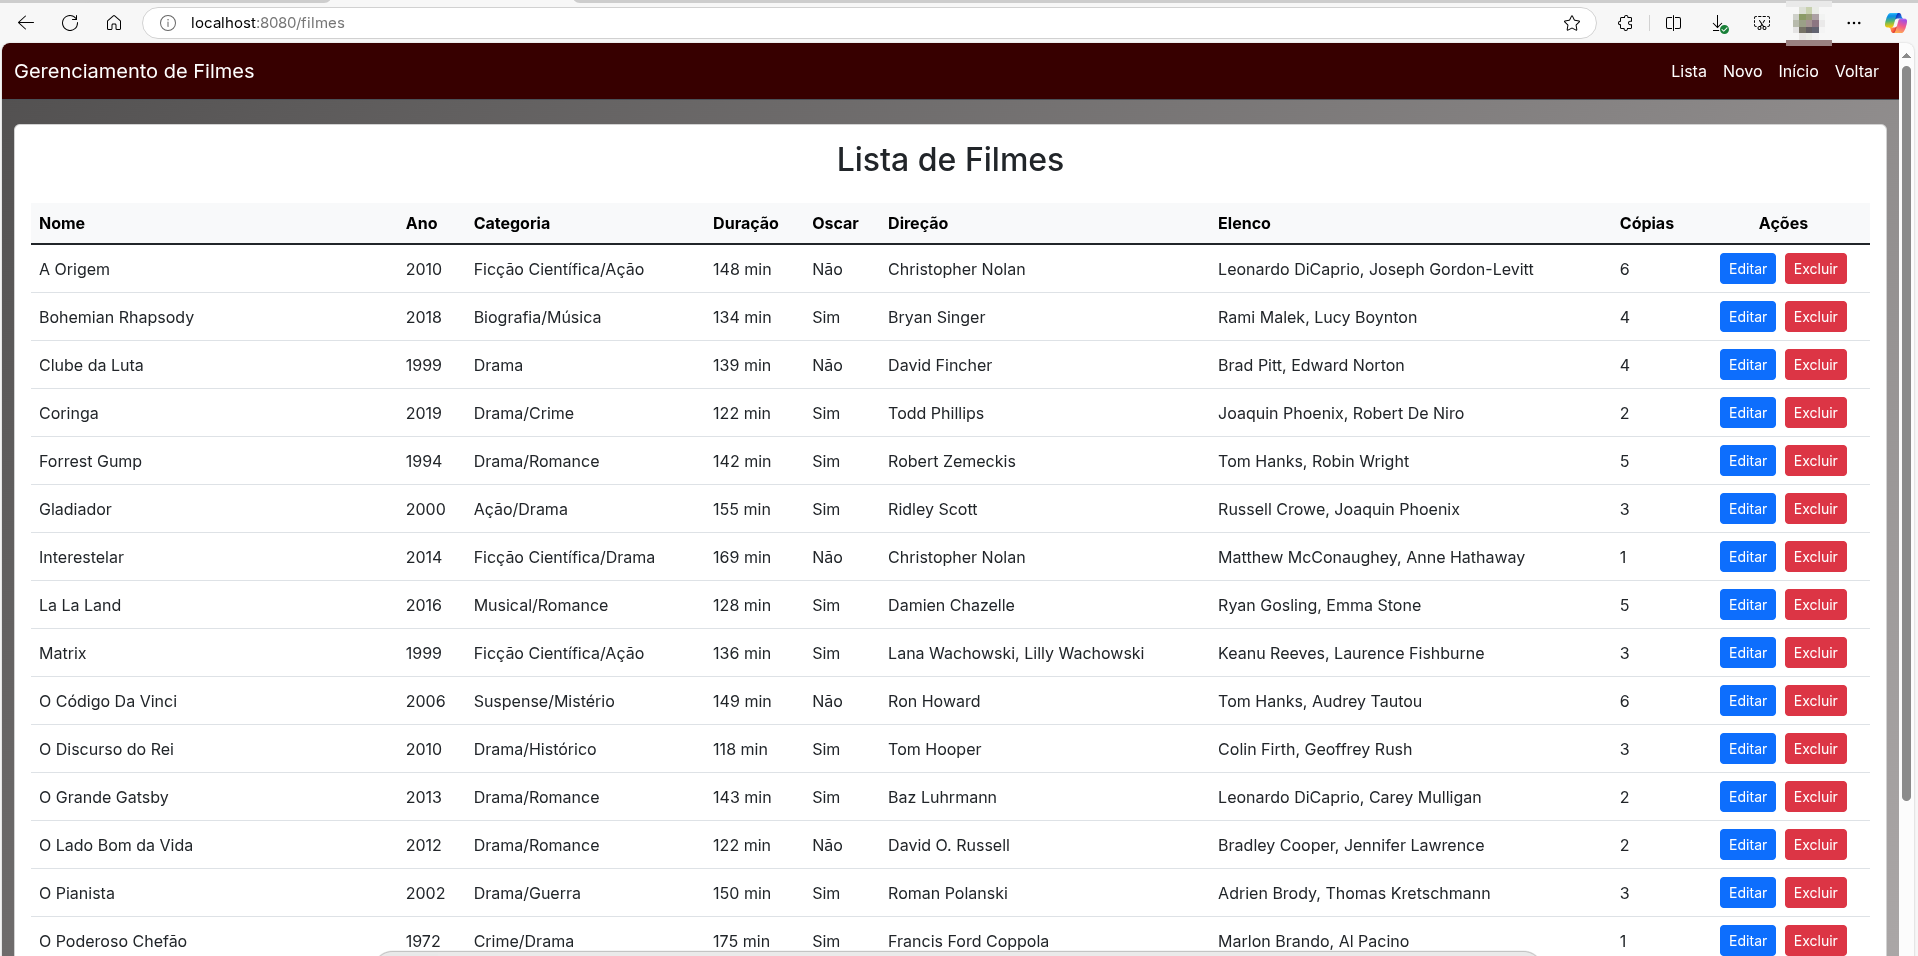 localhost:8080/filmes
Gerenciamento de Filmes Lista Novo Início Voltar
Lista de Filmes
Nome Ano Categoria Duração Oscar Direção Elenco Cópias Ações
A Origem 2010 Ficção Científica/Ação 148 min Não Christopher Nolan Leonardo DiCaprio, Joseph Gordon-Levitt 6 Editar Excluir
Bohemian Rhapsody 2018 Biografia/Música 134 min Sim Bryan Singer Rami Malek, Lucy Boynton 4 Editar Excluir
Clube da Luta 1999 Drama 139 min Não David Fincher Brad Pitt, Edward Norton 4 Editar Excluir
Coringa 2019 Drama/Crime 122 min Sim Todd Phillips Joaquin Phoenix, Robert De Niro 2 Editar Excluir
Forrest Gump 1994 Drama/Romance 142 min Sim Robert Zemeckis Tom Hanks, Robin Wright 5 Editar Excluir
Gladiador 2000 Ação/Drama 155 min Sim Ridley Scott Russell Crowe, Joaquin Phoenix 3 Editar Excluir
Interestelar 2014 Ficção Científica/Drama 169 min Não Christopher Nolan Matthew McConaughey, Anne Hathaway 1 Editar Excluir
La La Land 2016 Musical/Romance 128 min Sim Damien Chazelle Ryan Gosling, Emma Stone 5 Editar Excluir
Matrix 1999 Ficção Científica/Ação 136 min Sim Lana Wachowski, Lilly Wachowski Keanu Reeves, Laurence Fishburne 3 Editar Excluir
O Código Da Vinci 2006 Suspense/Mistério 149 min Não Ron Howard Tom Hanks, Audrey Tautou 6 Editar Excluir
O Discurso do Rei 2010 Drama/Histórico 118 min Sim Tom Hooper Colin Firth, Geoffrey Rush 3 Editar Excluir
O Grande Gatsby 2013 Drama/Romance 143 min Sim Baz Luhrmann Leonardo DiCaprio, Carey Mulligan 2 Editar Excluir
O Lado Bom da Vida 2012 Drama/Romance 122 min Não David O. Russell Bradley Cooper, Jennifer Lawrence 2 Editar Excluir
O Pianista 2002 Drama/Guerra 150 min Sim Roman Polanski Adrien Brody, Thomas Kretschmann 3 Editar Excluir
O Poderoso Chefão 1972 Crime/Drama 175 min Sim Francis Ford Coppola Marlon Brando, Al Pacino 1 Editar Excluir